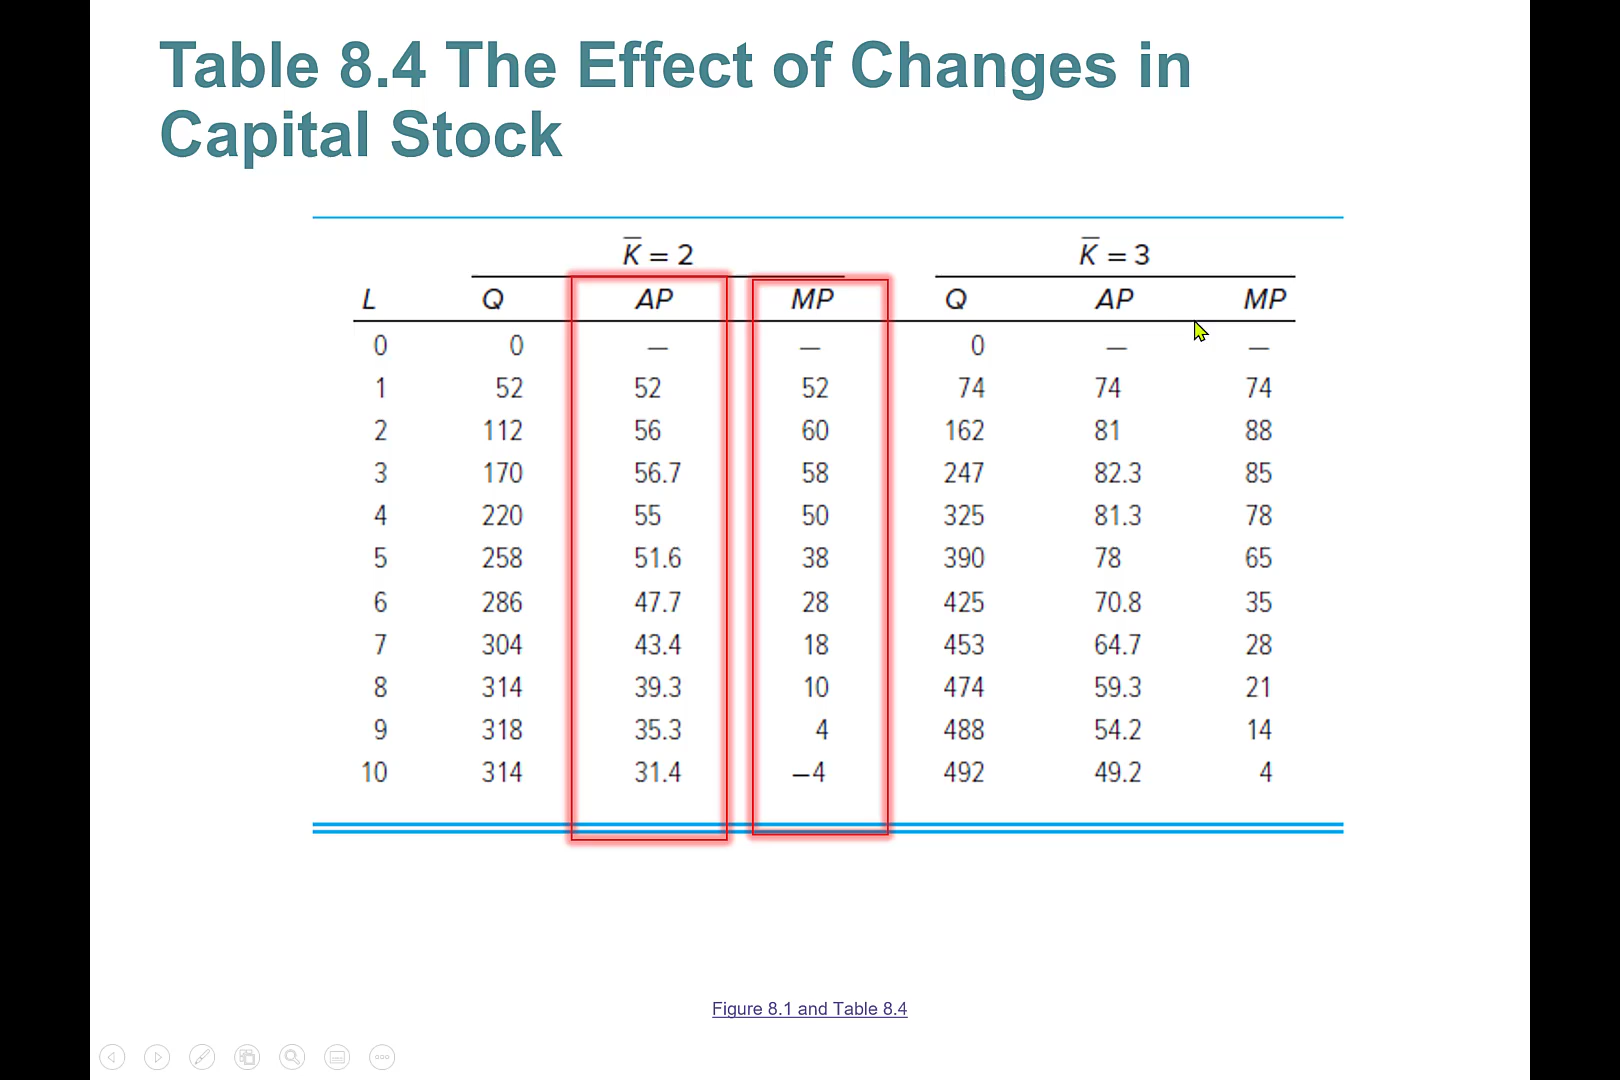 Table 8.4 The Effect of Changes in
Capital Stock
K̅ = 2 K̅ = 3
L Q AP MP Q AP MP
0 0 — — 0 — —
1 52 52 52 74 74 74
2 112 56 60 162 81 88
3 170 56.7 58 247 82.3 85
4 220 55 50 325 81.3 78
5 258 51.6 38 390 78 65
6 286 47.7 28 425 70.8 35
7 304 43.4 18 453 64.7 28
8 314 39.3 10 474 59.3 21
9 318 35.3 4 488 54.2 14
10 314 31.4 –4 492 49.2 4
Figure 8.1 and Table 8.4